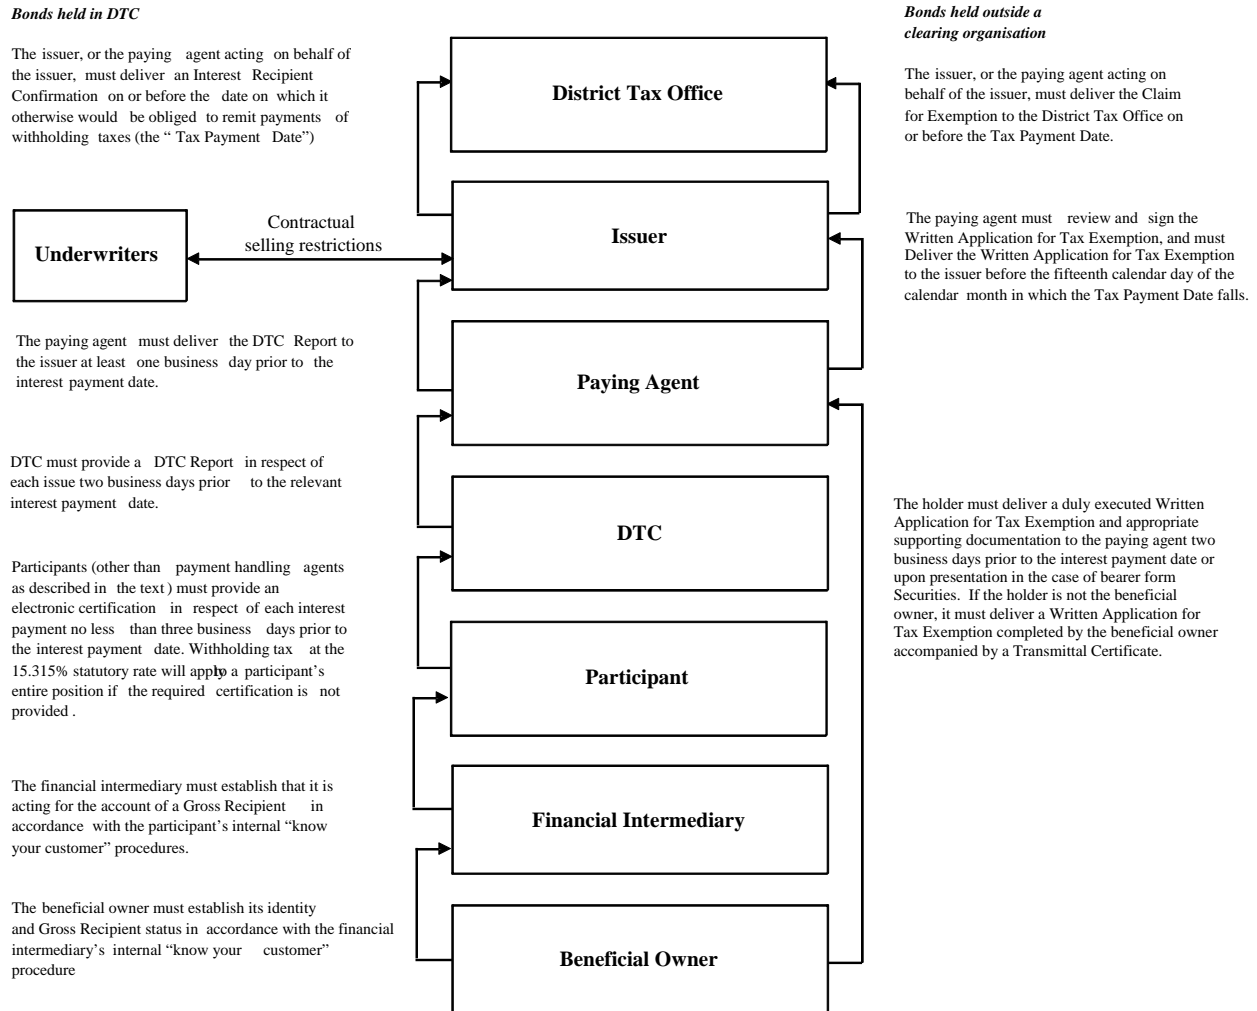 Bonds held in DTC
The issuer, or the paying agent acting on behalf of
the issuer, must deliver an Interest Recipient
Confirmation on or before the date on which it
otherwise would be obliged to remit payments of
withholding taxes (the “ Tax Payment Date”)
Bonds held outside a
clearing organisation
The issuer, or the paying agent acting on
behalf of the issuer, must deliver the Claim
for Exemption to the District Tax Office on
or before the Tax Payment Date.
District Tax Office
Underwriters
Contractual
selling restrictions
Issuer
The paying agent must review and sign the
Written Application for Tax Exemption, and must
Deliver the Written Application for Tax Exemption
to the issuer before the fifteenth calendar day of the
calendar month in which the Tax Payment Date falls.
The paying agent must deliver the DTC Report to
the issuer at least one business day prior to the
interest payment date.
Paying Agent
DTC must provide a DTC Report in respect of
each issue two business days prior to the relevant
interest payment date.
DTC
The holder must deliver a duly executed Written
Application for Tax Exemption and appropriate
supporting documentation to the paying agent two
business days prior to the interest payment date or
upon presentation in the case of bearer form
Securities. If the holder is not the beneficial
owner, it must deliver a Written Application for
Tax Exemption completed by the beneficial owner
accompanied by a Transmittal Certificate.
Participants (other than payment handling agents
as described in the text ) must provide an
electronic certification in respect of each interest
payment no less than three business days prior to
the interest payment date. Withholding tax at the
15.315% statutory rate will apply to a participant’s
entire position if the required certification is not
provided .
Participant
The financial intermediary must establish that it is
acting for the account of a Gross Recipient in
accordance with the participant’s internal “know
your customer” procedures.
Financial Intermediary
The beneficial owner must establish its identity
and Gross Recipient status in accordance with the financial
intermediary’s internal “know your customer”
procedure
Beneficial Owner